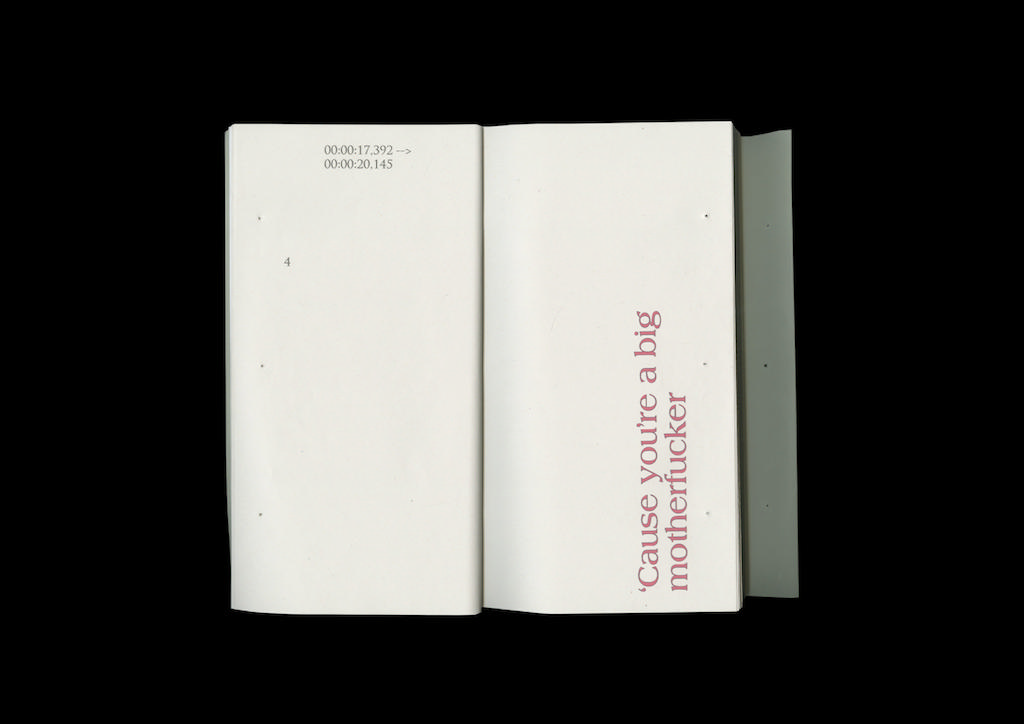 00:00:17,392 -->
00:00:20,145
4
‘Cause you’re a big
motherfucker